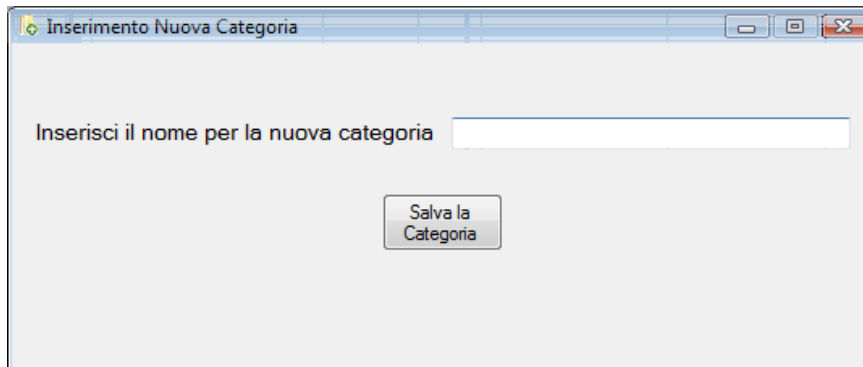 Inserimento Nuova Categoria
Inserisci il nome per la nuova categoria
Salva la
Categoria